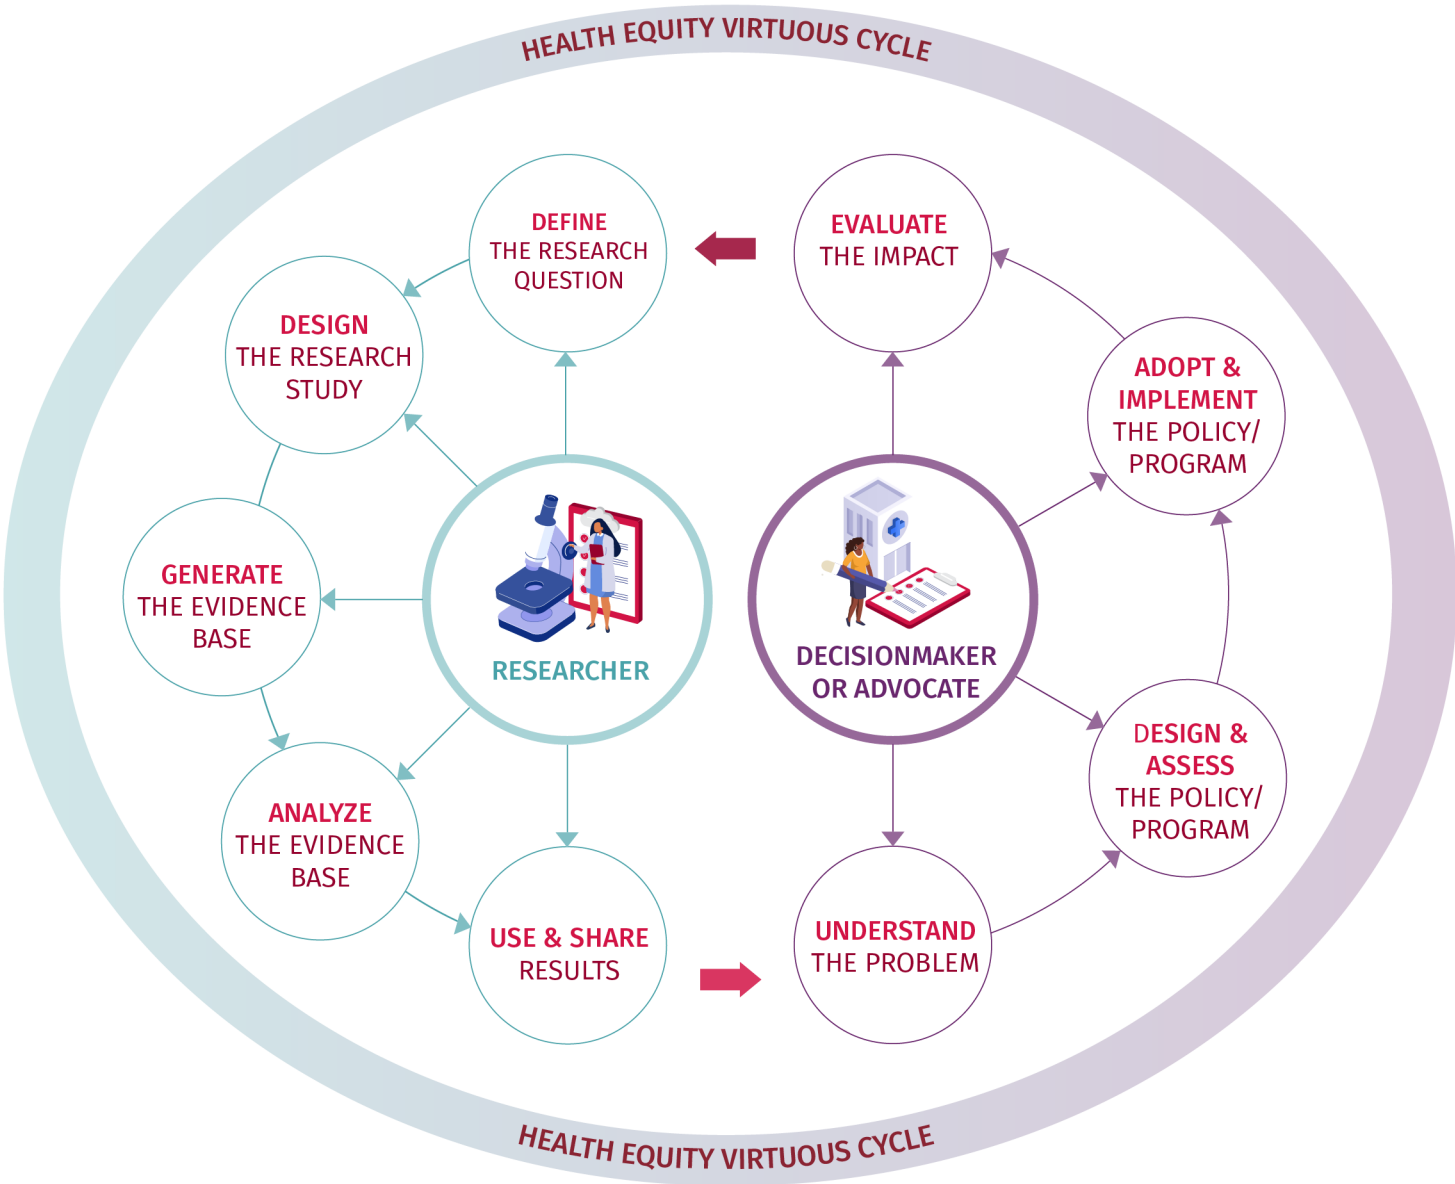 HEALTH EQUITY VIRTUOUS CYCLE
DEFINE
THE RESEARCH
QUESTION
DESIGN
THE RESEARCH
STUDY
GENERATE
THE EVIDENCE
BASE
ANALYZE
THE EVIDENCE
BASE
USE & SHARE
RESULTS
RESEARCHER
EVALUATE
THE IMPACT
ADOPT &
IMPLEMENT
THE POLICY/
PROGRAM
DECISIONMAKER
OR ADVOCATE
DESIGN &
ASSESS
THE POLICY/
PROGRAM
UNDERSTAND
THE PROBLEM
HEALTH EQUITY VIRTUOUS CYCLE